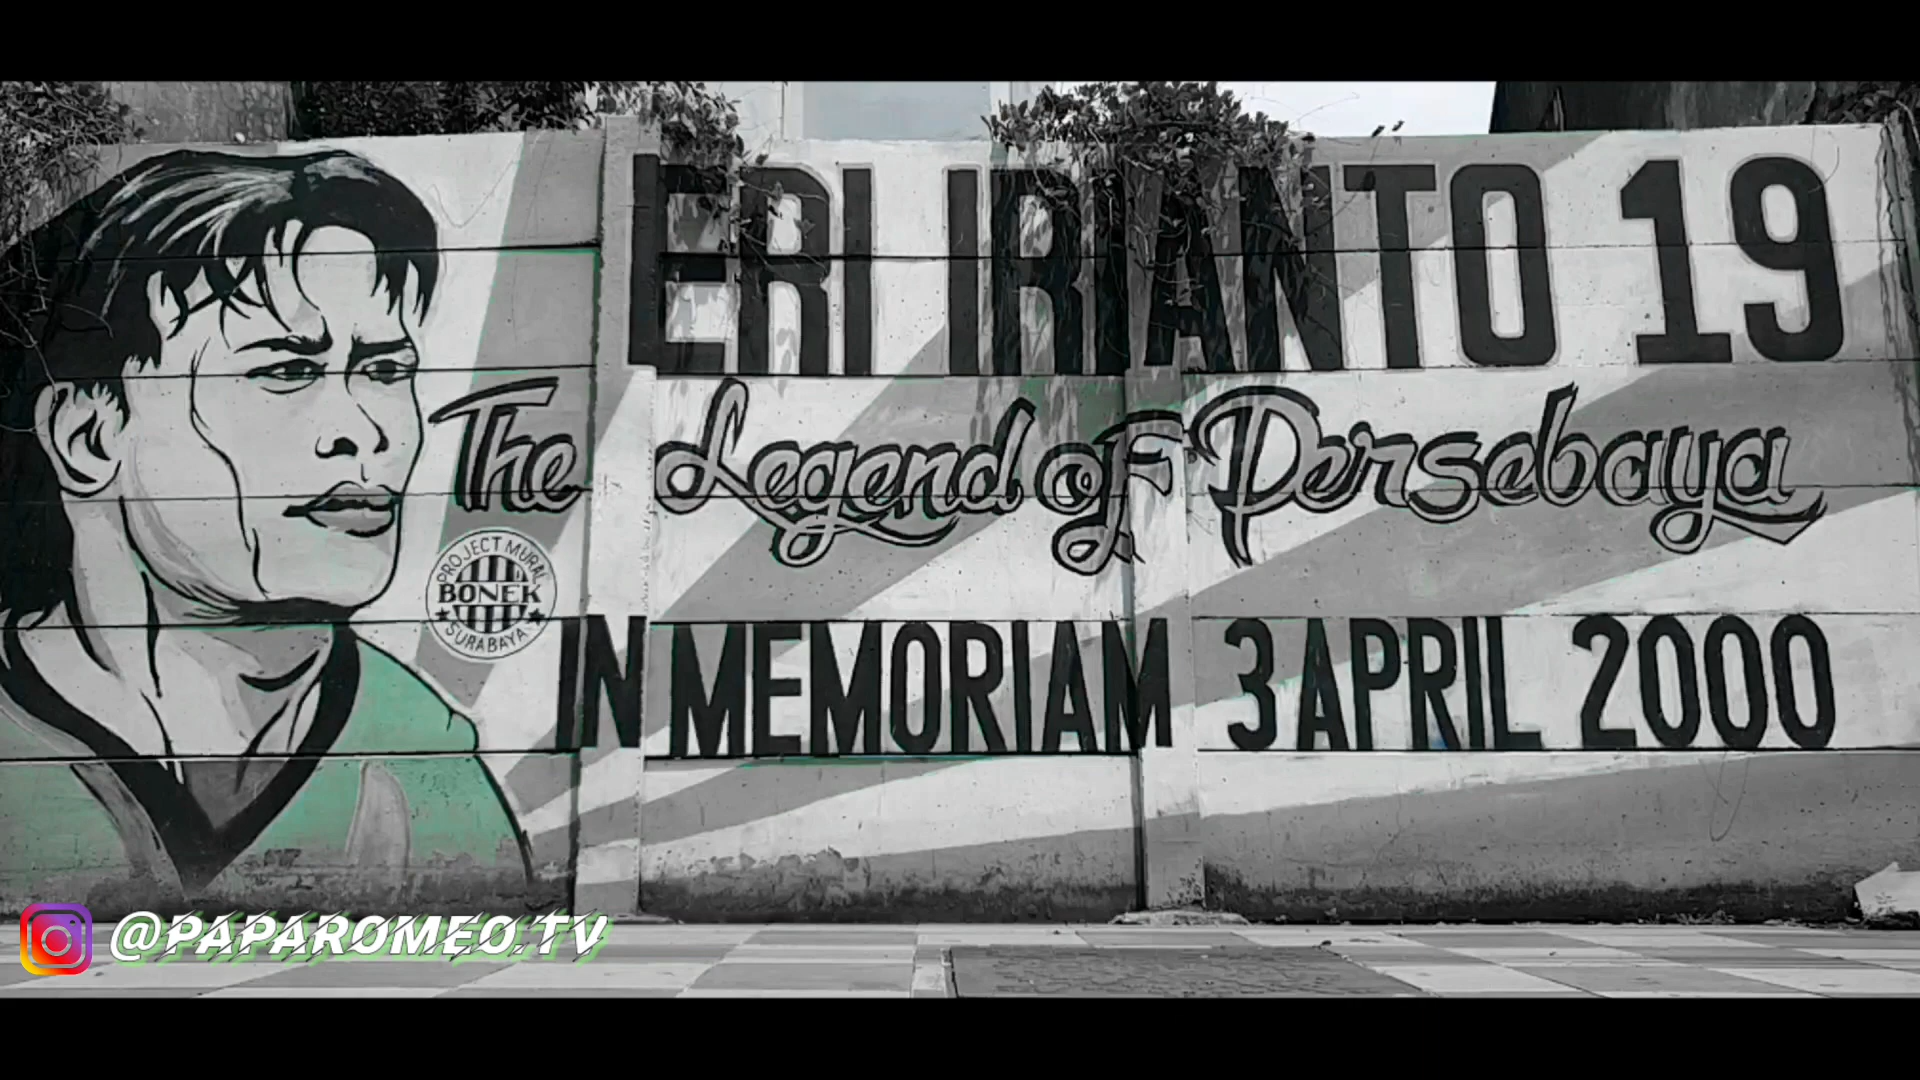 ERI IRIANTO 19
The Legend of Persebaya
PROJECT MURAL
BONEK
SURABAYA
IN MEMORIAM 3 APRIL 2000
@PAPAROMEO.TV